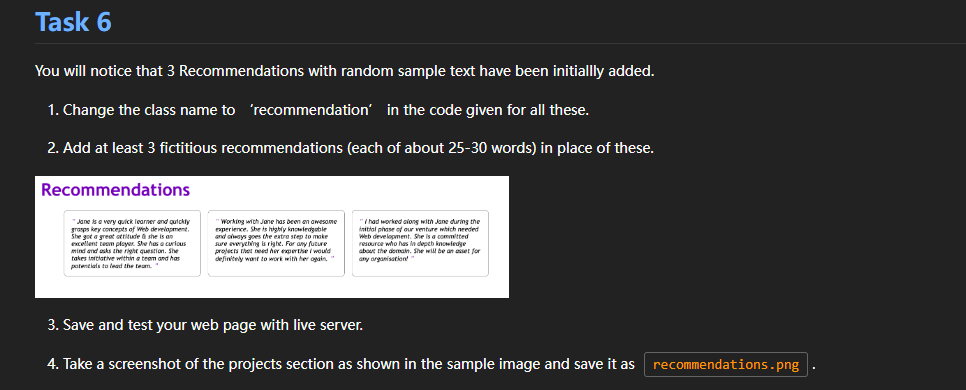 Task 6
You will notice that 3 Recommendations with random sample text have been initiallly added.
1. Change the class name to ‘recommendation’ in the code given for all these.
2. Add at least 3 fictitious recommendations (each of about 25-30 words) in place of these.
Recommendations
" Jane is a very quick learner and quickly
grasps key concepts of Web development.
She got a great attitude & she is an
excellent team player. She has a curious
mind and asks the right question. She
takes initiative within a team and has
potentials to lead the team. "
" Working with Jane has been an awesome
experience. She is highly knowledgable
and always goes the extra step to make
sure everything is right. For any future
projects that need her expertise I would
definitely want to work with her again. "
" I had worked along with Jane during the
initial phase of our venture which needed
Web development. She is a committed
resource who has in depth knowledge
about the domain. She will be an asset for
any organisation! "
3. Save and test your web page with live server.
4. Take a screenshot of the projects section as shown in the sample image and save it as recommendations.png .